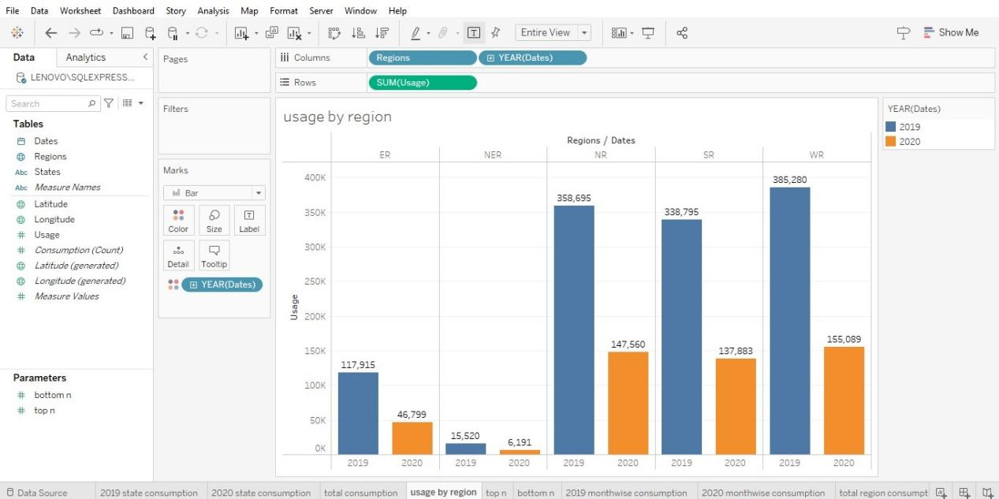 File Data Worksheet Dashboard Story Analysis Map Format Server Window Help
Entire View
Show Me
Data Analytics
LENOVO\SQLEXPRESS...
Search
Tables
Dates
Regions
Abc States
Abc Measure Names
Latitude
Longitude
# Usage
# Consumption (Count)
Latitude (generated)
Longitude (generated)
# Measure Values
Parameters
# bottom n
# top n
Pages
Filters
Marks
Bar
Color Size Label
Detail Tooltip
YEAR(Dates)
Columns Regions YEAR(Dates)
Rows SUM(Usage)
usage by region
Regions / Dates
ER NER NR SR WR
Usage
400K
350K
300K
250K
200K
150K
100K
50K
0K
117,915
46,799
15,520
6,191
358,695
147,560
338,795
137,883
385,280
155,089
2019 2020 2019 2020 2019 2020 2019 2020 2019 2020
YEAR(Dates)
2019
2020
Data Source 2019 state consumption 2020 state consumption total consumption usage by region top n bottom n 2019 monthwise consumption 2020 monthwise consumption total region consumpt